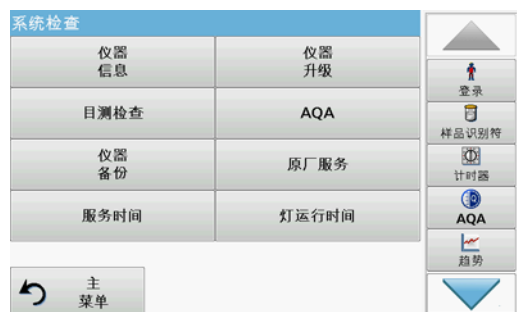 系统检查
仪器
信息
仪器
升级
目测检查
AQA
仪器
备份
原厂服务
服务时间
灯运行时间
主
菜单
登录
样品识别符
计时器
AQA
趋势